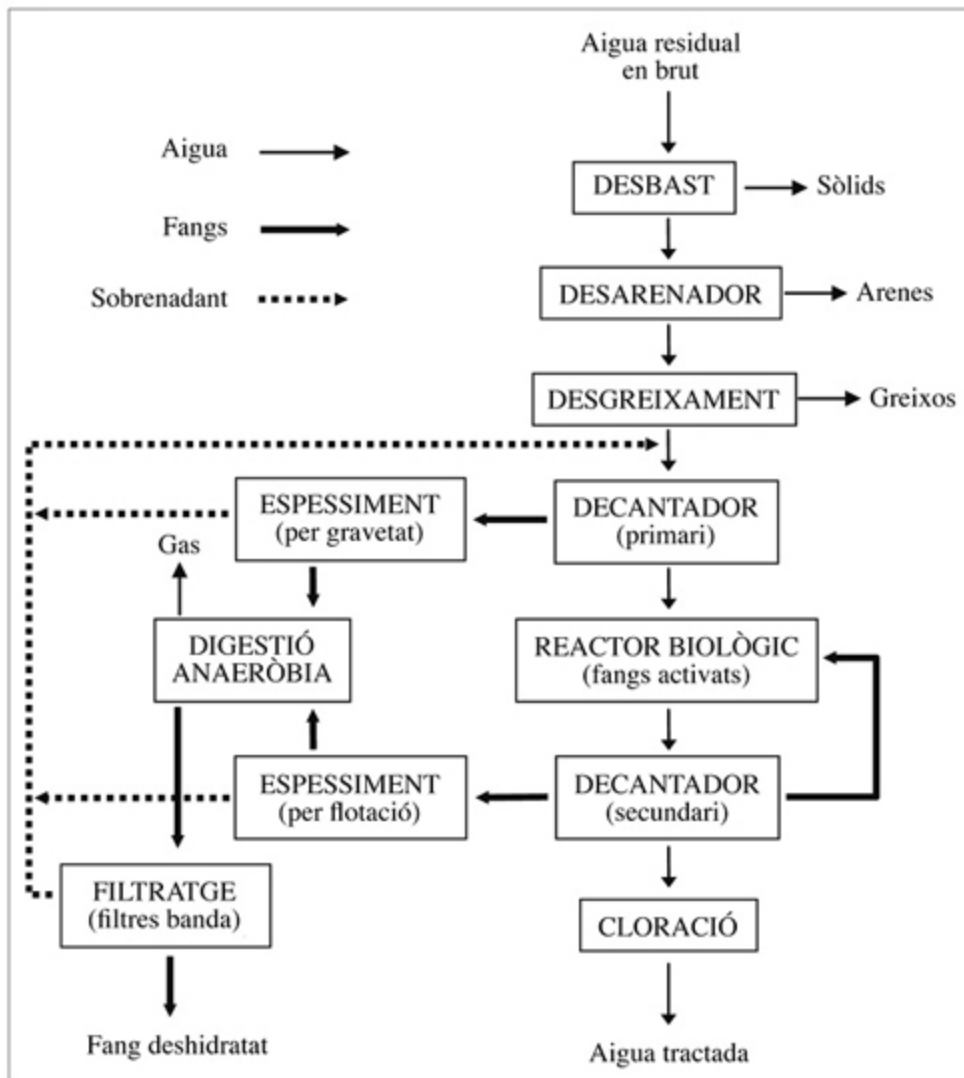 Aigua residual
en brut
Aigua
Fangs
Sobrenadant
DESBAST
Sòlids
DESARENADOR
Arenes
DESGREIXAMENT
Greixos
ESPESSIMENT
(per gravetat)
DECANTADOR
(primari)
Gas
DIGESTIÓ
ANAERÒBIA
REACTOR BIOLÒGIC
(fangs activats)
ESPESSIMENT
(per flotació)
DECANTADOR
(secundari)
FILTRATGE
(filtres banda)
CLORACIÓ
Fang deshidratat
Aigua tractada